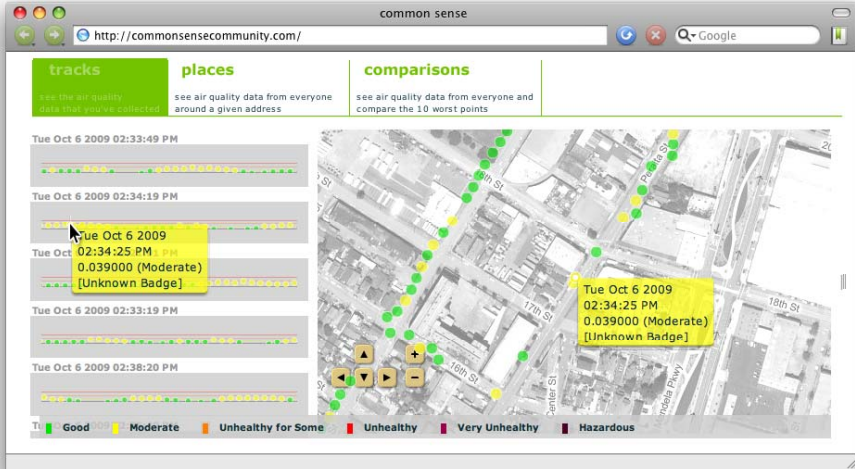 common sense
http://commonsensecommunity.com/
Google
tracks
see the air quality
data that you've collected
places
see air quality data from everyone
around a given address
comparisons
see air quality data from everyone and
compare the 10 worst points
Tue Oct 6 2009 02:33:49 PM
Tue Oct 6 2009 02:34:19 PM
Tue Oct 6 2009
02:34:25 PM
0.039000 (Moderate)
[Unknown Badge]
Tue Oct 6 2009 02:33:19 PM
Tue Oct 6 2009 02:38:20 PM
Peralta St
17th St
16th St
18th St
Center St
Tue Oct 6 2009
02:34:25 PM
0.039000 (Moderate)
[Unknown Badge]
Good
Moderate
Unhealthy for Some
Unhealthy
Very Unhealthy
Hazardous